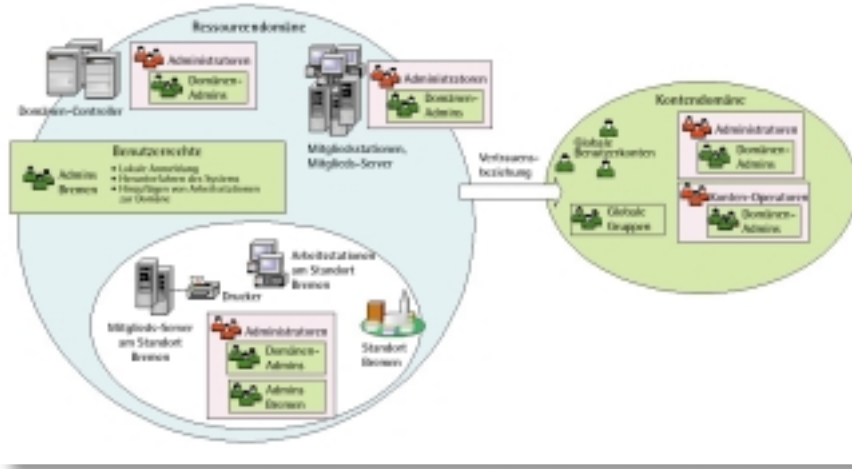 Ressourcendomäne
Administratoren
Domänen-
Admins
Domänen-Controller
Administratoren
Domänen-
Admins
Mitgliedsstationen,
Mitglieds-Server
Benutzerrechte
Admins
Bremen
• Lokale Anmeldung
• Herunterfahren des Systems
• Hinzufügen von Arbeitsstationen
zur Domäne
Vertrauens-
beziehung
Kontendomäne
Globale
Benutzerkonten
Administratoren
Domänen-
Admins
Globale
Gruppen
Konten-Operatoren
Domänen-
Admins
Arbeitsstationen
am Standort
Bremen
Drucker
Mitglieds-Server
am Standort
Bremen
Administratoren
Domänen-
Admins
Admins
Bremen
Standort
Bremen